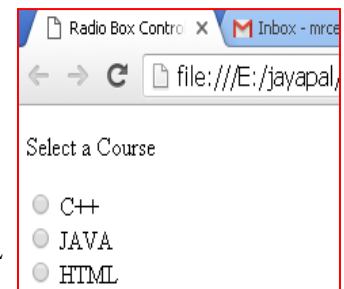 Radio Box Contro Inbox - mrce
file:///E:/jayapal/
Select a Course
C++
JAVA
HTML